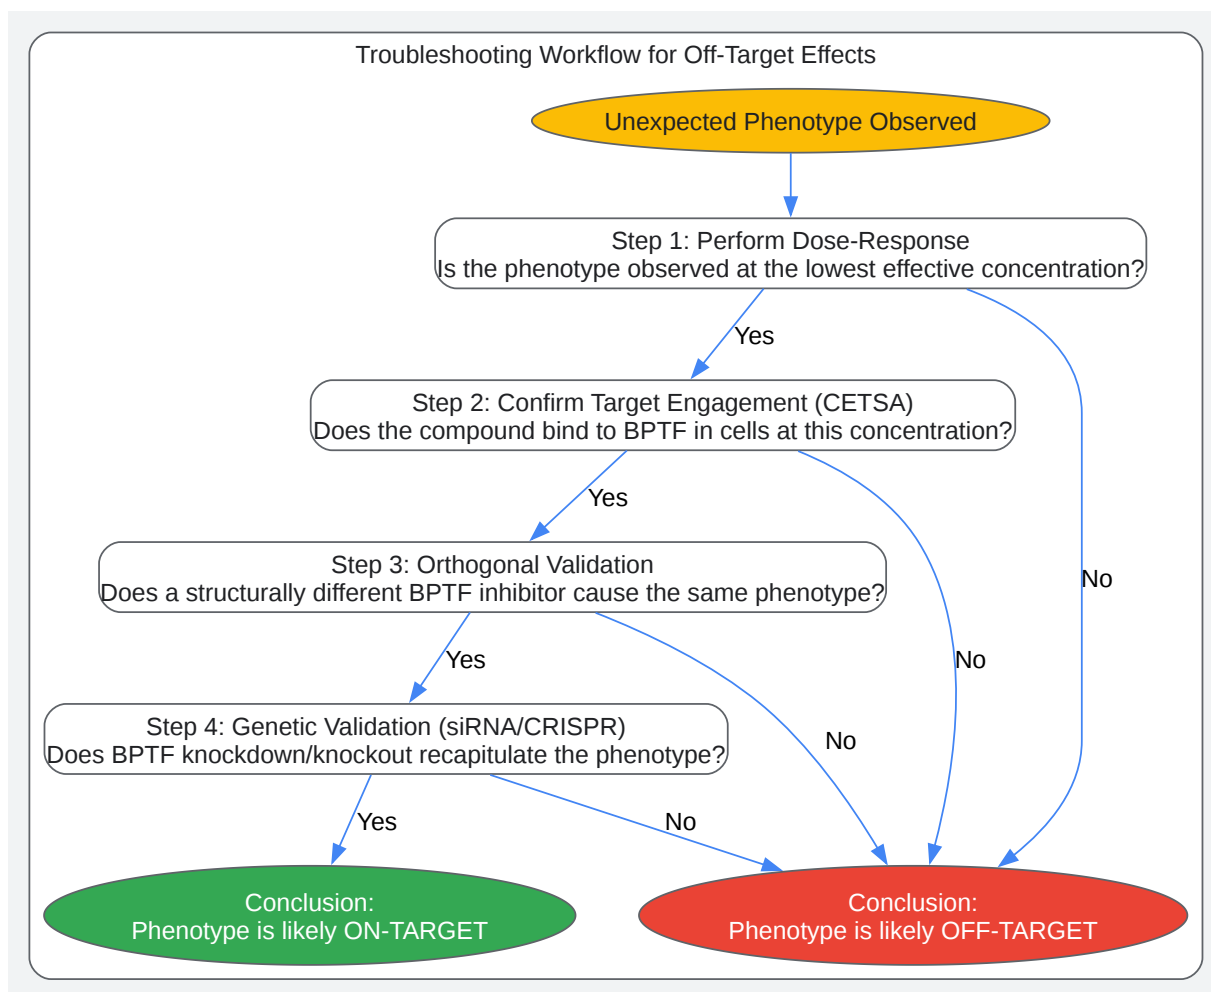 Troubleshooting Workflow for Off-Target Effects
Unexpected Phenotype Observed
Step 1: Perform Dose-Response
Is the phenotype observed at the lowest effective concentration?
Yes
Step 2: Confirm Target Engagement (CETSA)
Does the compound bind to BPTF in cells at this concentration?
Yes
Step 3: Orthogonal Validation
Does a structurally different BPTF inhibitor cause the same phenotype?
No
Yes
No
Step 4: Genetic Validation (siRNA/CRISPR)
Does BPTF knockdown/knockout recapitulate the phenotype?
No
Yes
No
Conclusion:
Phenotype is likely ON-TARGET
Conclusion:
Phenotype is likely OFF-TARGET